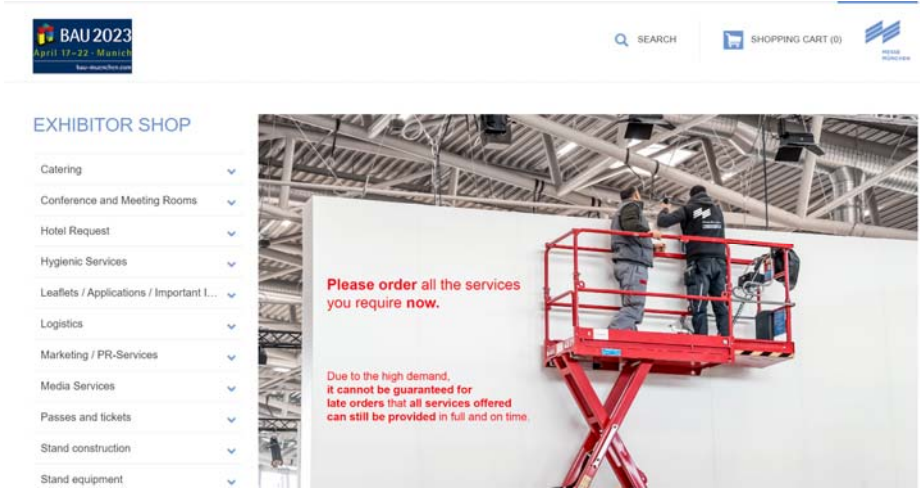 BAU 2023
April 17–22 · Munich
bau-muenchen.com
SEARCH
SHOPPING CART (0)
MESSE
MÜNCHEN
EXHIBITOR SHOP
Catering
Conference and Meeting Rooms
Hotel Request
Hygienic Services
Leaflets / Applications / Important I...
Logistics
Marketing / PR-Services
Media Services
Passes and tickets
Stand construction
Stand equipment
Please order all the services
you require now.
Due to the high demand,
it cannot be guaranteed for
late orders that all services offered
can still be provided in full and on time.